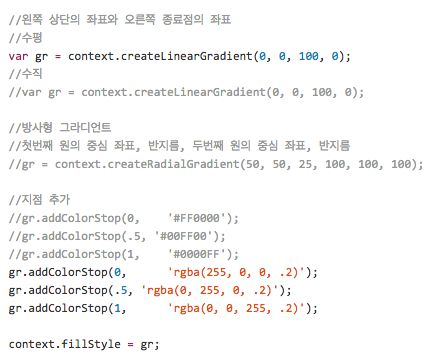 //왼쪽 상단의 좌표와 오른쪽 종료점의 좌표
//수평
var gr = context.createLinearGradient(0, 0, 100, 0);
//수직
//var gr = context.createLinearGradient(0, 0, 100, 0);
//방사형 그라디언트
//첫번째 원의 중심 좌표, 반지름, 두번째 원의 중심 좌표, 반지름
//gr = context.createRadialGradient(50, 50, 25, 100, 100, 100);
//지점 추가
//gr.addColorStop(0,    '#FF0000');
//gr.addColorStop(.5, '#00FF00');
//gr.addColorStop(1,    '#0000FF');
gr.addColorStop(0,      'rgba(255, 0, 0, .2)');
gr.addColorStop(.5, 'rgba(0, 255, 0, .2)');
gr.addColorStop(1,      'rgba(0, 0, 255, .2)');
context.fillStyle = gr;